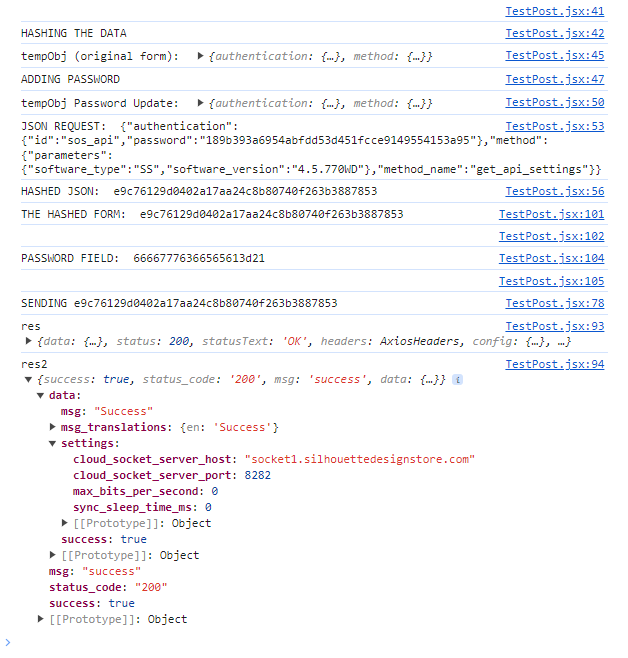 TestPost.jsx:41
HASHING THE DATA TestPost.jsx:42
tempObj (original form): ▶ {authentication: {…}, method: {…}} TestPost.jsx:45
ADDING PASSWORD TestPost.jsx:47
tempObj Password Update: ▶ {authentication: {…}, method: {…}} TestPost.jsx:50
JSON REQUEST: {"authentication": TestPost.jsx:53
{"id":"sos_api","password":"189b393a6954abfdd53d451fcce9149554153a95"},"method":
{"parameters":
{"software_type":"SS","software_version":"4.5.770WD"},"method_name":"get_api_settings"}}
HASHED JSON: e9c76129d0402a17aa24c8b80740f263b3887853 TestPost.jsx:56
THE HASHED FORM: e9c76129d0402a17aa24c8b80740f263b3887853 TestPost.jsx:101
TestPost.jsx:102
PASSWORD FIELD: 66667776366565613d21 TestPost.jsx:104
TestPost.jsx:105
SENDING e9c76129d0402a17aa24c8b80740f263b3887853 TestPost.jsx:78
res TestPost.jsx:93
▶ {data: {…}, status: 200, statusText: 'OK', headers: AxiosHeaders, config: {…}, …}
res2 TestPost.jsx:94
▼ {success: true, status_code: '200', msg: 'success', data: {…}} i
▼ data:
msg: "Success"
▶ msg_translations: {en: 'Success'}
▼ settings:
cloud_socket_server_host: "socket1.silhouettedesignstore.com"
cloud_socket_server_port: 8282
max_bits_per_second: 0
sync_sleep_time_ms: 0
▶ [[Prototype]]: Object
success: true
▶ [[Prototype]]: Object
msg: "success"
status_code: "200"
success: true
▶ [[Prototype]]: Object